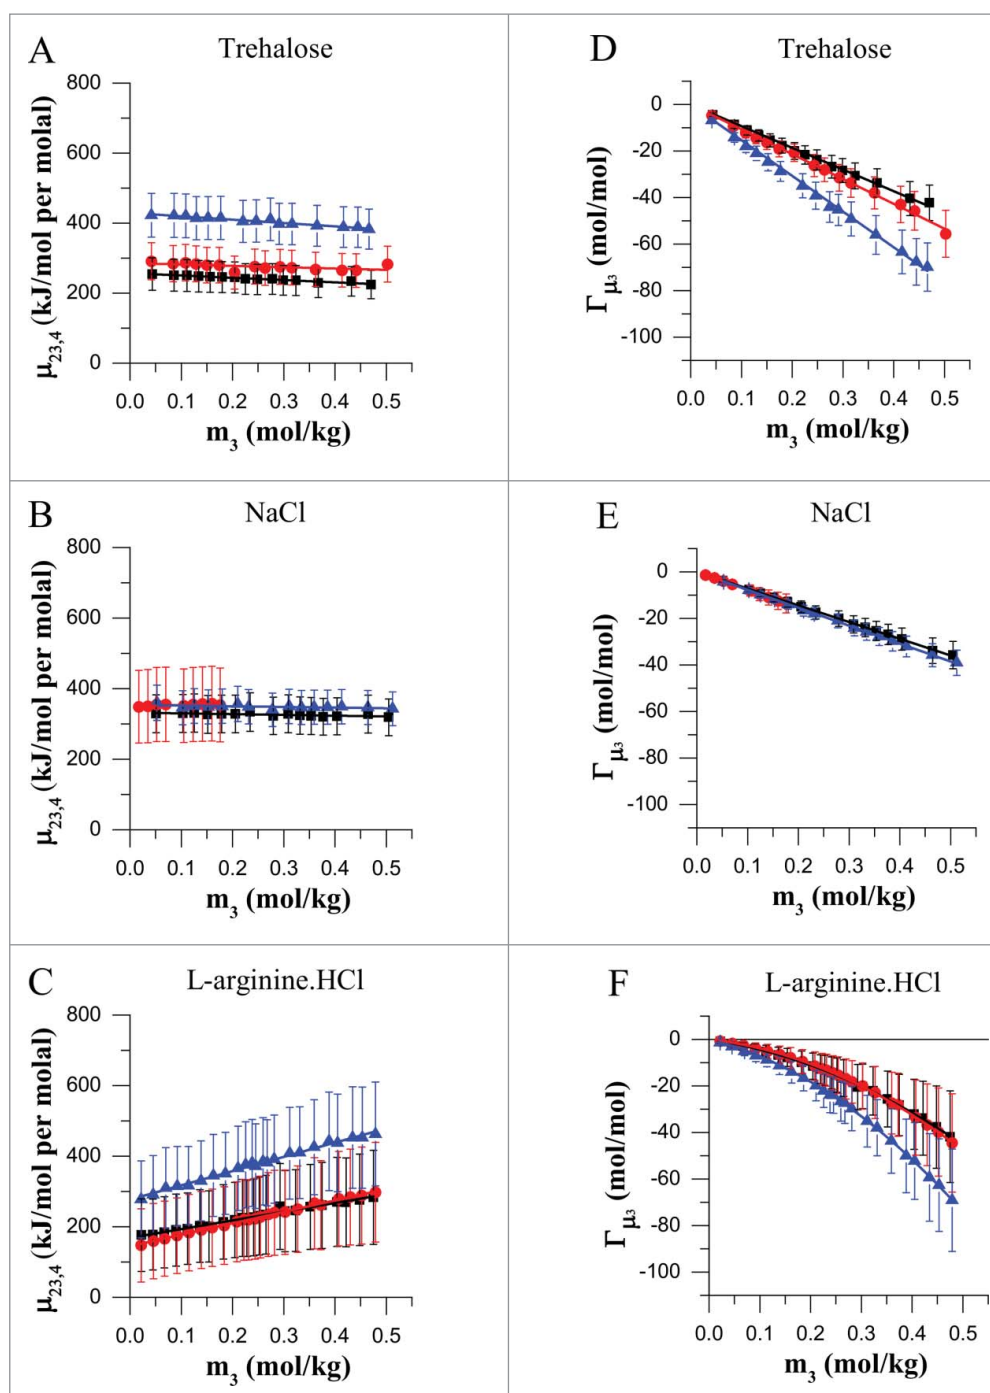 A
Trehalose
800
600
400
200
0
μ23,4 (kJ/mol per molal)
0.0 0.1 0.2 0.3 0.4 0.5
m3 (mol/kg)
D
Trehalose
0
-20
-40
-60
-80
-100
Γμ3 (mol/mol)
0.0 0.1 0.2 0.3 0.4 0.5
m3 (mol/kg)
B
NaCl
800
600
400
200
0
μ23,4 (kJ/mol per molal)
0.0 0.1 0.2 0.3 0.4 0.5
m3 (mol/kg)
E
NaCl
0
-20
-40
-60
-80
-100
Γμ3 (mol/mol)
0.0 0.1 0.2 0.3 0.4 0.5
m3 (mol/kg)
C
L-arginine.HCl
800
600
400
200
0
μ23,4 (kJ/mol per molal)
0.0 0.1 0.2 0.3 0.4 0.5
m3 (mol/kg)
F
L-arginine.HCl
0
-20
-40
-60
-80
-100
Γμ3 (mol/mol)
0.0 0.1 0.2 0.3 0.4 0.5
m3 (mol/kg)